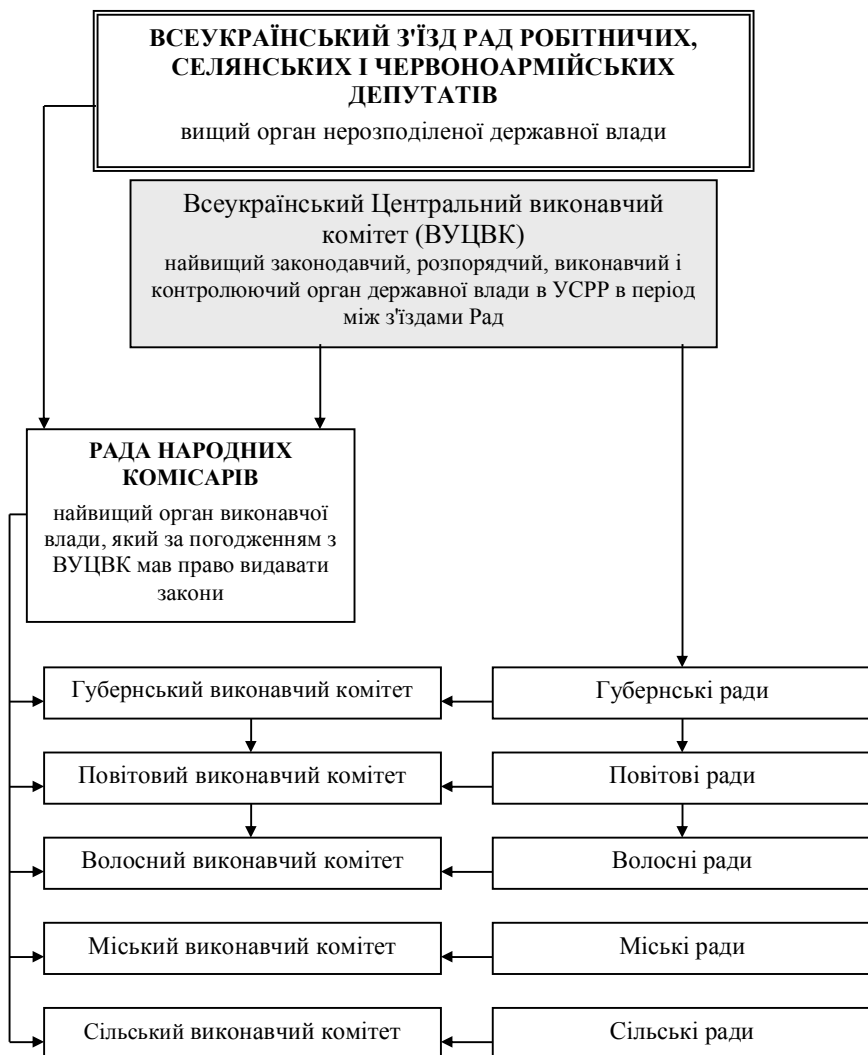 ВСЕУКРАЇНСЬКИЙ З'ЇЗД РАД РОБІТНИЧИХ,
СЕЛЯНСЬКИХ І ЧЕРВОНОАРМІЙСЬКИХ
ДЕПУТАТІВ
вищий орган нерозподіленої державної влади
Всеукраїнський Центральний виконавчий
комітет (ВУЦВК)
найвищий законодавчий, розпорядчий, виконавчий і
контролюючий орган державної влади в УСРР в період
між з'їздами Рад
РАДА НАРОДНИХ
КОМІСАРІВ
найвищий орган виконавчої
влади, який за погодженням з
ВУЦВК мав право видавати
закони
Губернський виконавчий комітет
Губернські ради
Повітовий виконавчий комітет
Повітові ради
Волосний виконавчий комітет
Волосні ради
Міський виконавчий комітет
Міські ради
Сільський виконавчий комітет
Сільські ради